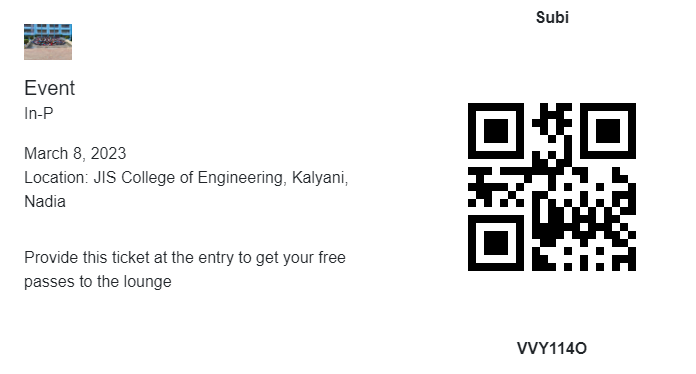 Subi
Event
In-P
March 8, 2023
Location: JIS College of Engineering, Kalyani,
Nadia
Provide this ticket at the entry to get your free
passes to the lounge
VVY114O